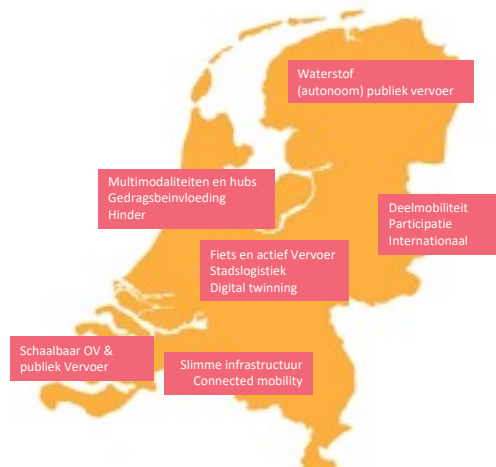 Waterstof
(autonoom) publiek vervoer
Multimodaliteiten en hubs
Gedragsbeinvloeding
Hinder
Deelmobiliteit
Participatie
Internationaal
Fiets en actief Vervoer
Stadslogistiek
Digital twinning
Schaalbaar OV &
publiek Vervoer
Slimme infrastructuur
Connected mobility